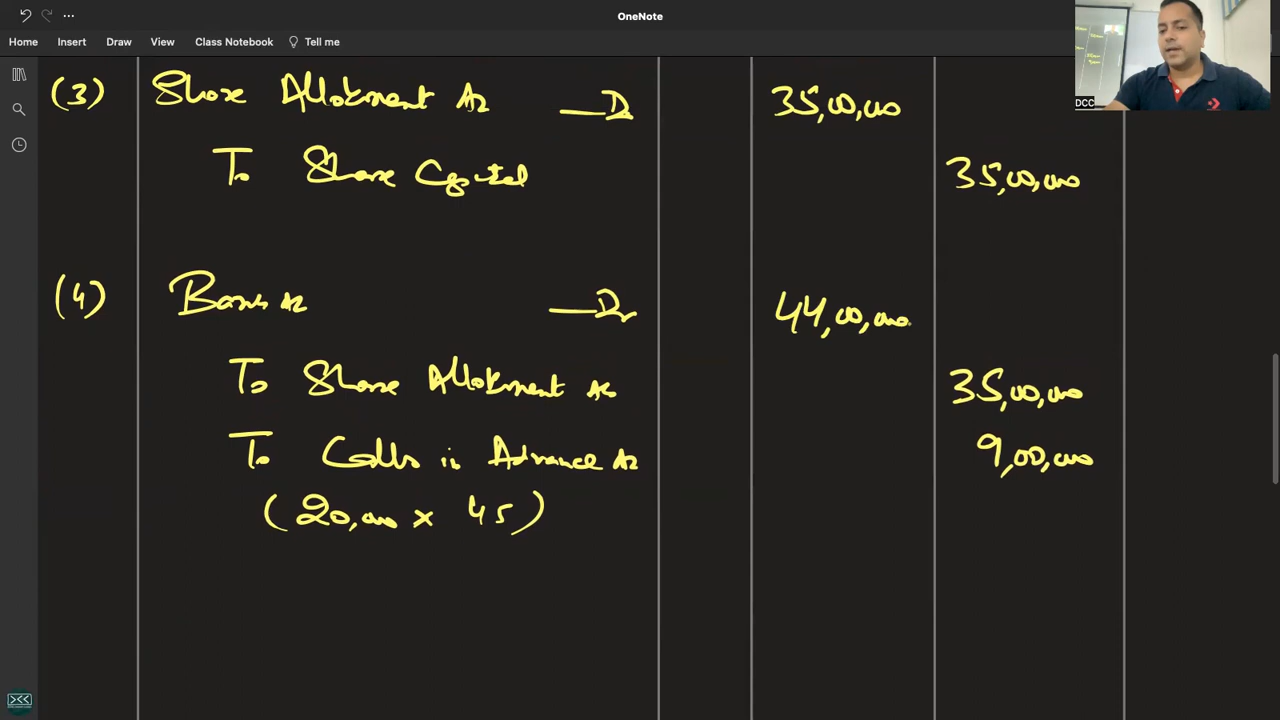 OneNote
Home Insert Draw View Class Notebook Tell me
(3) Share Allotment A/c — Dr 35,00,000
To Share Capital 35,00,000
(4) Bank A/c — Dr 44,00,000
To Share Allotment A/c 35,00,000
To Calls in Advance A/c 9,00,000
(20,000 x 45)
DCC